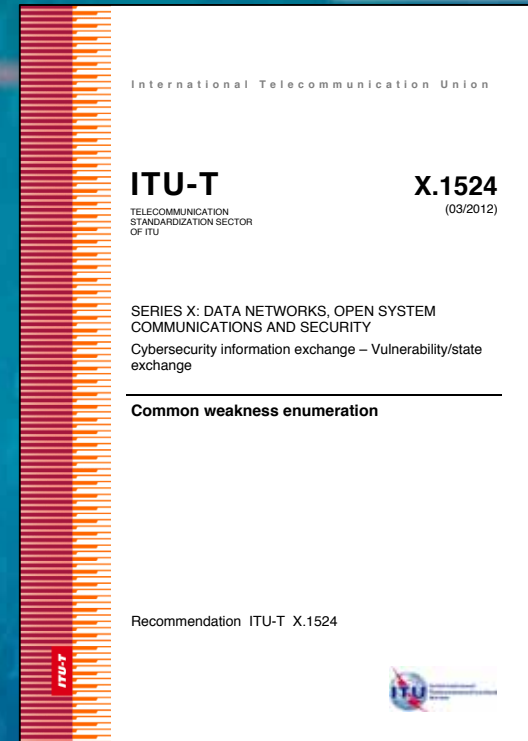 International Telecommunication Union
ITU-T
X.1524
TELECOMMUNICATION
(03/2012)
STANDARDIZATION SECTOR
OF ITU
SERIES X: DATA NETWORKS, OPEN SYSTEM
COMMUNICATIONS AND SECURITY
Cybersecurity information exchange – Vulnerability/state
exchange
Common weakness enumeration
Recommendation ITU-T X.1524
ITU-T
ITU